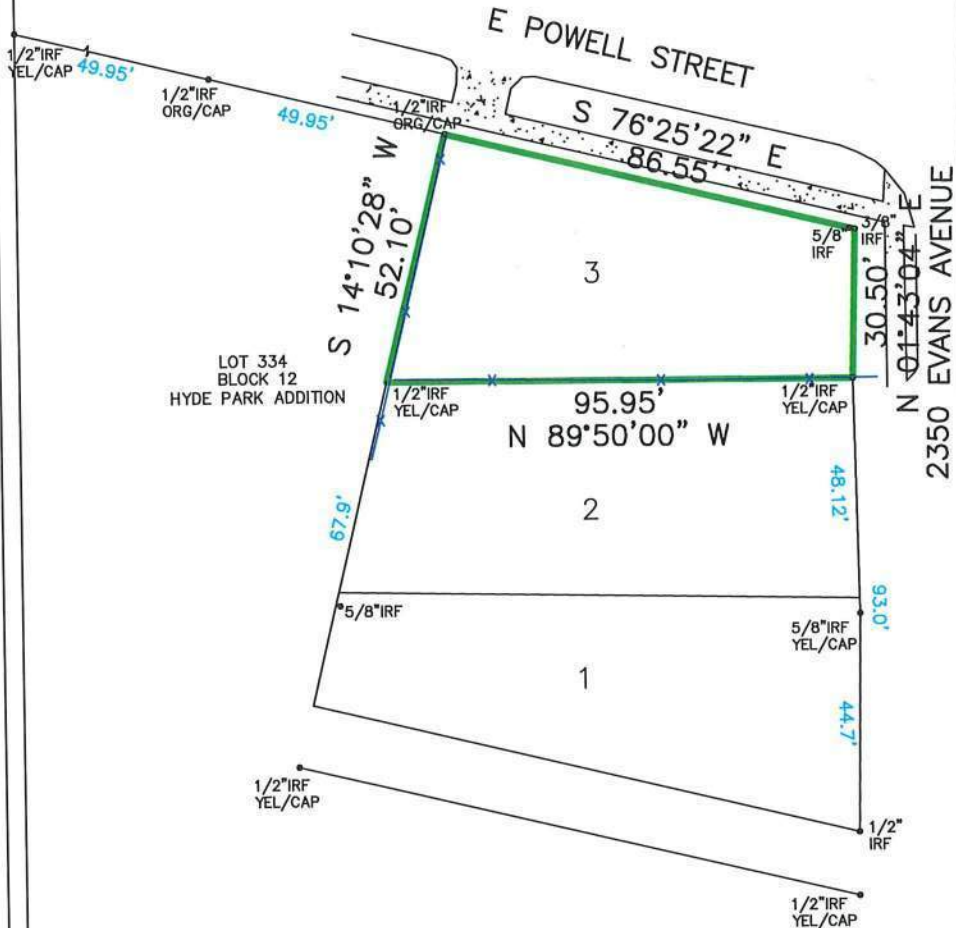 E POWELL STREET
1/2"IRF
YEL/CAP
49.95'
1/2"IRF
ORG/CAP
49.95'
1/2"IRF
ORG/CAP
S 76°25'22" E
86.55'
S 14°10'28" W
52.10'
5/8"
IRF
3/8"
IRF
3
30.50'
N 01°43'04" E
2350 EVANS AVENUE
LOT 334
BLOCK 12
HYDE PARK ADDITION
1/2"IRF
YEL/CAP
95.95'
N 89°50'00" W
1/2"IRF
YEL/CAP
67.9'
2
48.12'
93.0'
5/8"IRF
5/8"IRF
YEL/CAP
1
44.7'
1/2"IRF
YEL/CAP
1/2"
IRF
1/2"IRF
YEL/CAP